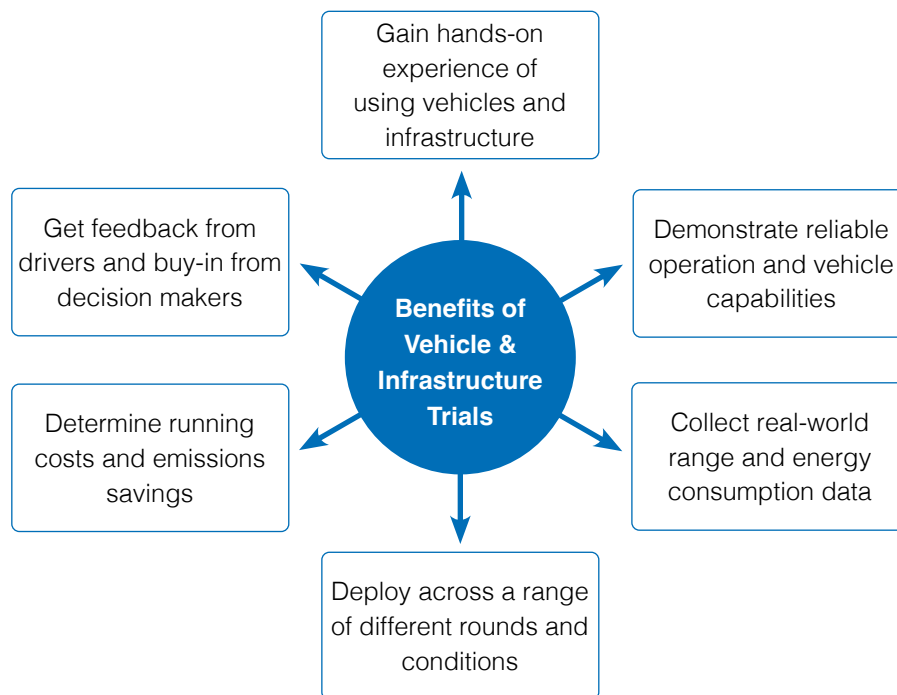 Gain hands-on
experience of
using vehicles and
infrastructure
Get feedback from
drivers and buy-in from
decision makers
Demonstrate reliable
operation and vehicle
capabilities
Benefits of
Vehicle &
Infrastructure
Trials
Determine running
costs and emissions
savings
Collect real-world
range and energy
consumption data
Deploy across a range
of different rounds and
conditions